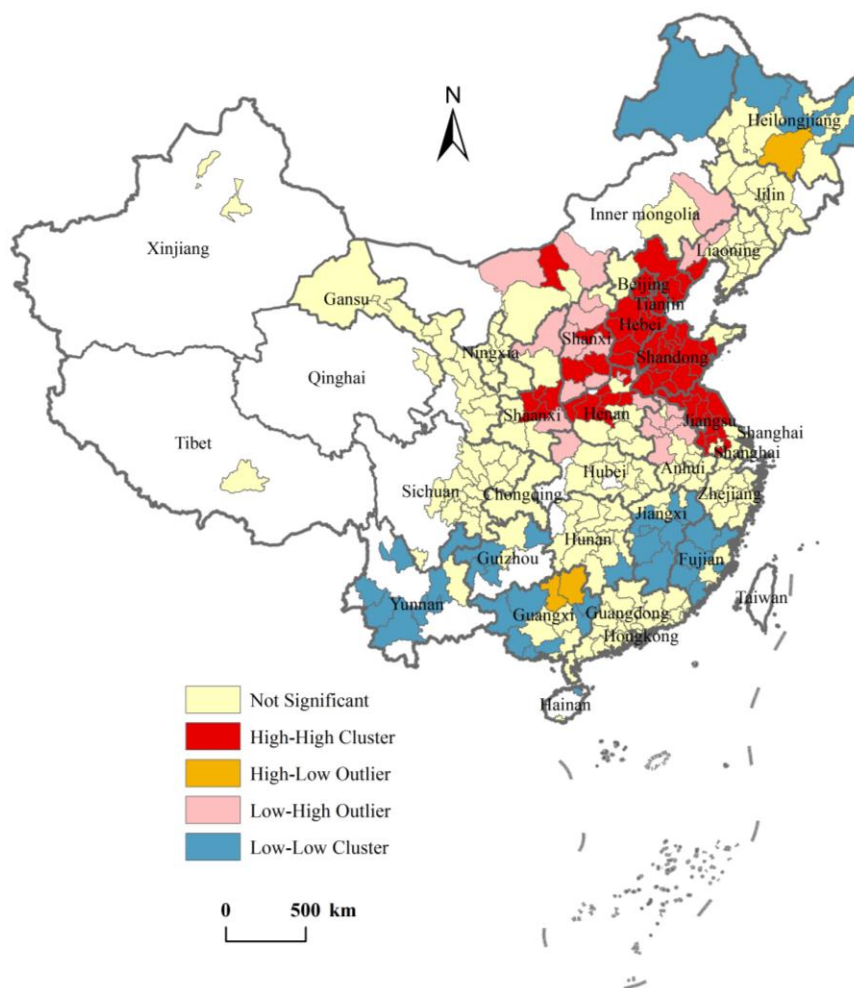 N
Heilongjiang
Jilin
Inner mongolia
Liaoning
Xinjiang
Beijing
Tianjin
Gansu
Hebei
Shanxi
Ningxia
Shandong
Qinghai
Shaanxi
Henan
Jiangsu
Shanghai
Shanghai
Tibet
Anhui
Hubei
Sichuan
Chongqing
Zhejiang
Jiangxi
Hunan
Guizhou
Fujian
Yunnan
Taiwan
Guangxi
Guangdong
Hongkong
Hainan
Not Significant
High-High Cluster
High-Low Outlier
Low-High Outlier
Low-Low Cluster
0 500 km